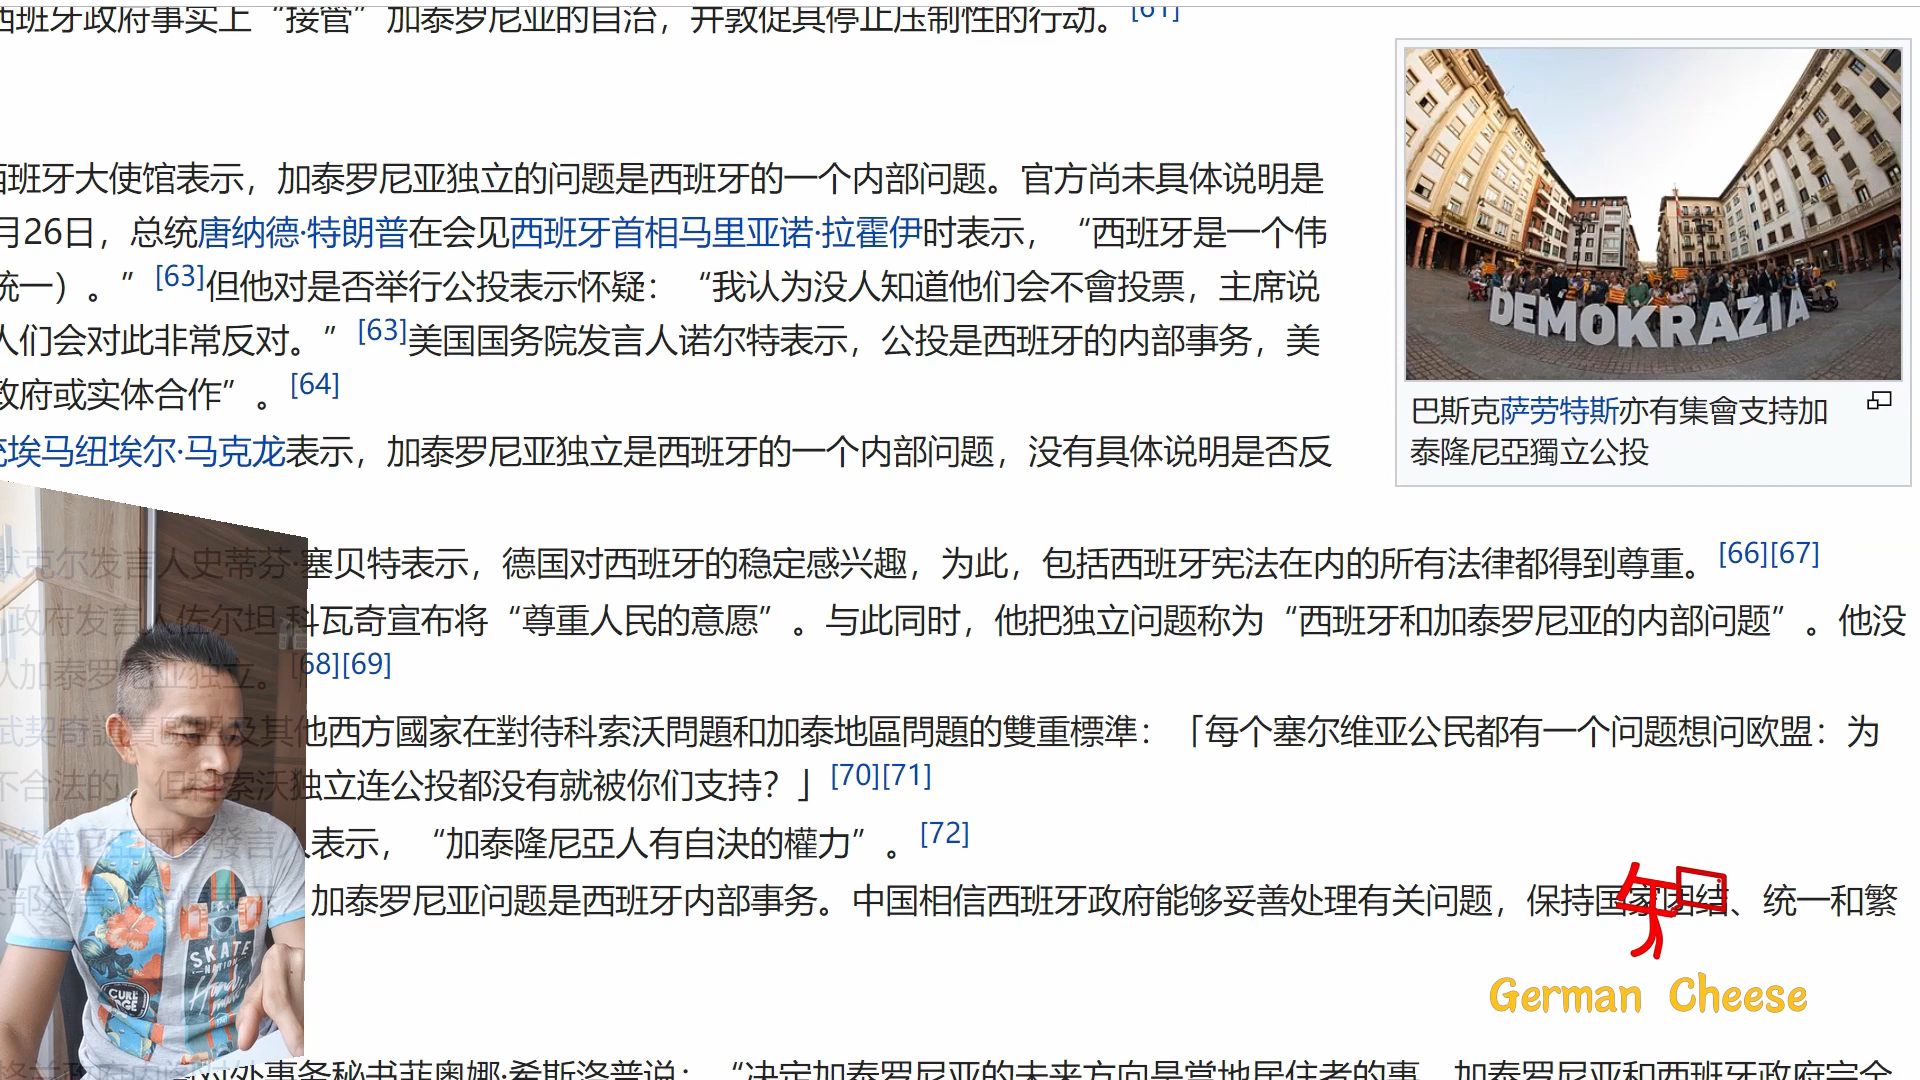 西班牙政府事实上“接管”加泰罗尼亚的自治，并敦促其停止压制性的行动。[61]
西班牙大使馆表示，加泰罗尼亚独立的问题是西班牙的一个内部问题。官方尚未具体说明是
月26日，总统唐纳德·特朗普在会见西班牙首相马里亚诺·拉霍伊时表示，“西班牙是一个伟
统一）。”[63]但他对是否举行公投表示怀疑：“我认为没人知道他们会不會投票，主席说
人们会对此非常反对。”[63]美国国务院发言人诺尔特表示，公投是西班牙的内部事务，美
政府或实体合作”。[64]
统埃马纽埃尔·马克龙表示，加泰罗尼亚独立是西班牙的一个内部问题，没有具体说明是否反
DEMOKRAZIA
巴斯克萨劳特斯亦有集會支持加
泰隆尼亞獨立公投
默克尔发言人史蒂芬·塞贝特表示，德国对西班牙的稳定感兴趣，为此，包括西班牙宪法在内的所有法律都得到尊重。[66][67]
政府发言人佐尔坦·科瓦奇宣布将“尊重人民的意愿”。与此同时，他把独立问题称为“西班牙和加泰罗尼亚的内部问题”。他没
认加泰罗尼亚独立。[68][69]
武契奇譴責歐盟及其他西方國家在對待科索沃問題和加泰地區問題的雙重標準：「每个塞尔维亚公民都有一个问题想问欧盟：为
不合法的，但科索沃独立连公投都没有就被你们支持？」[70][71]
發言人表示，“加泰隆尼亞人有自決的權力”。[72]
加泰罗尼亚问题是西班牙内部事务。中国相信西班牙政府能够妥善处理有关问题，保持国家团结、统一和繁
German Cheese
对外事务秘书菲奥娜·希斯洛普说：“决定加泰罗尼亚的未来方向是當地居住者的事，加泰罗尼亚和西班牙政府完全
SKATE
NATION